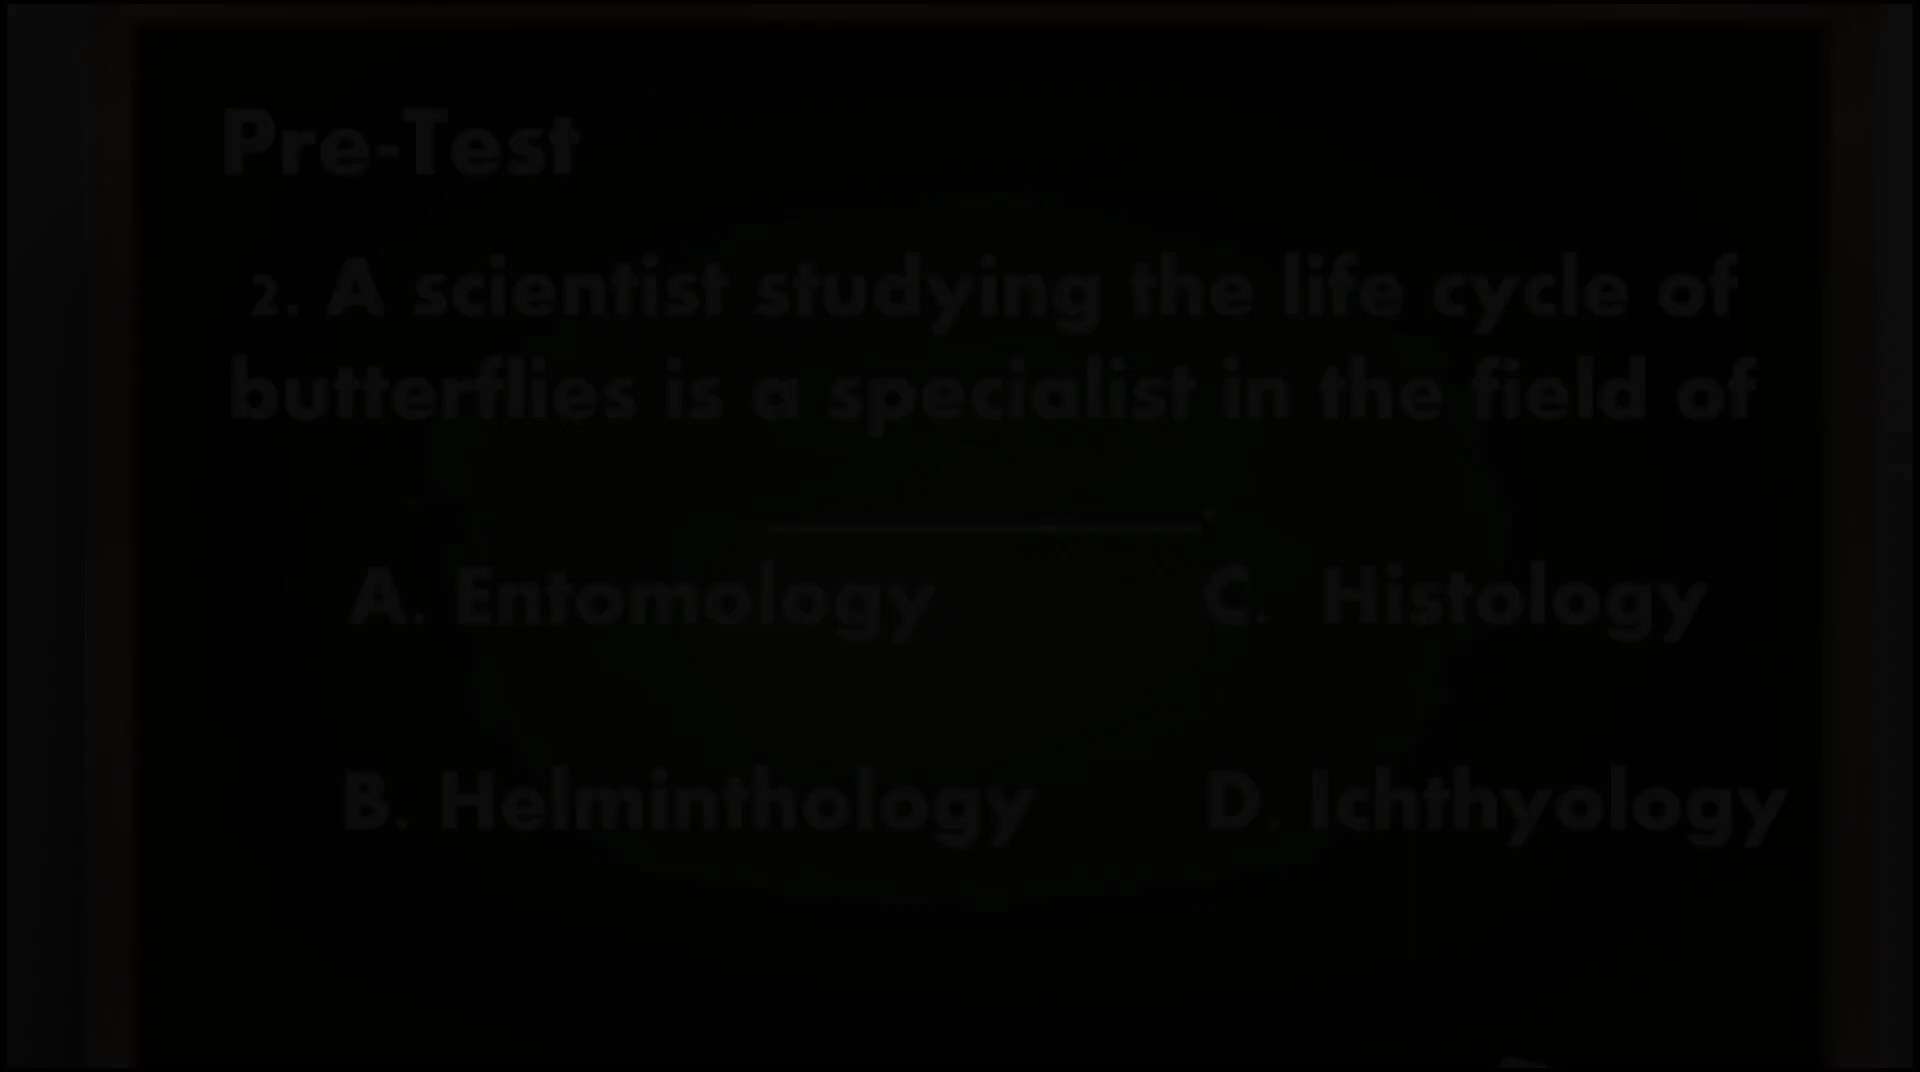 Pre-Test
2. A scientist studying the life cycle of
butterflies is a specialist in the field of
__________.
A. Entomology
C. Histology
B. Helminthology
D. Ichthyology